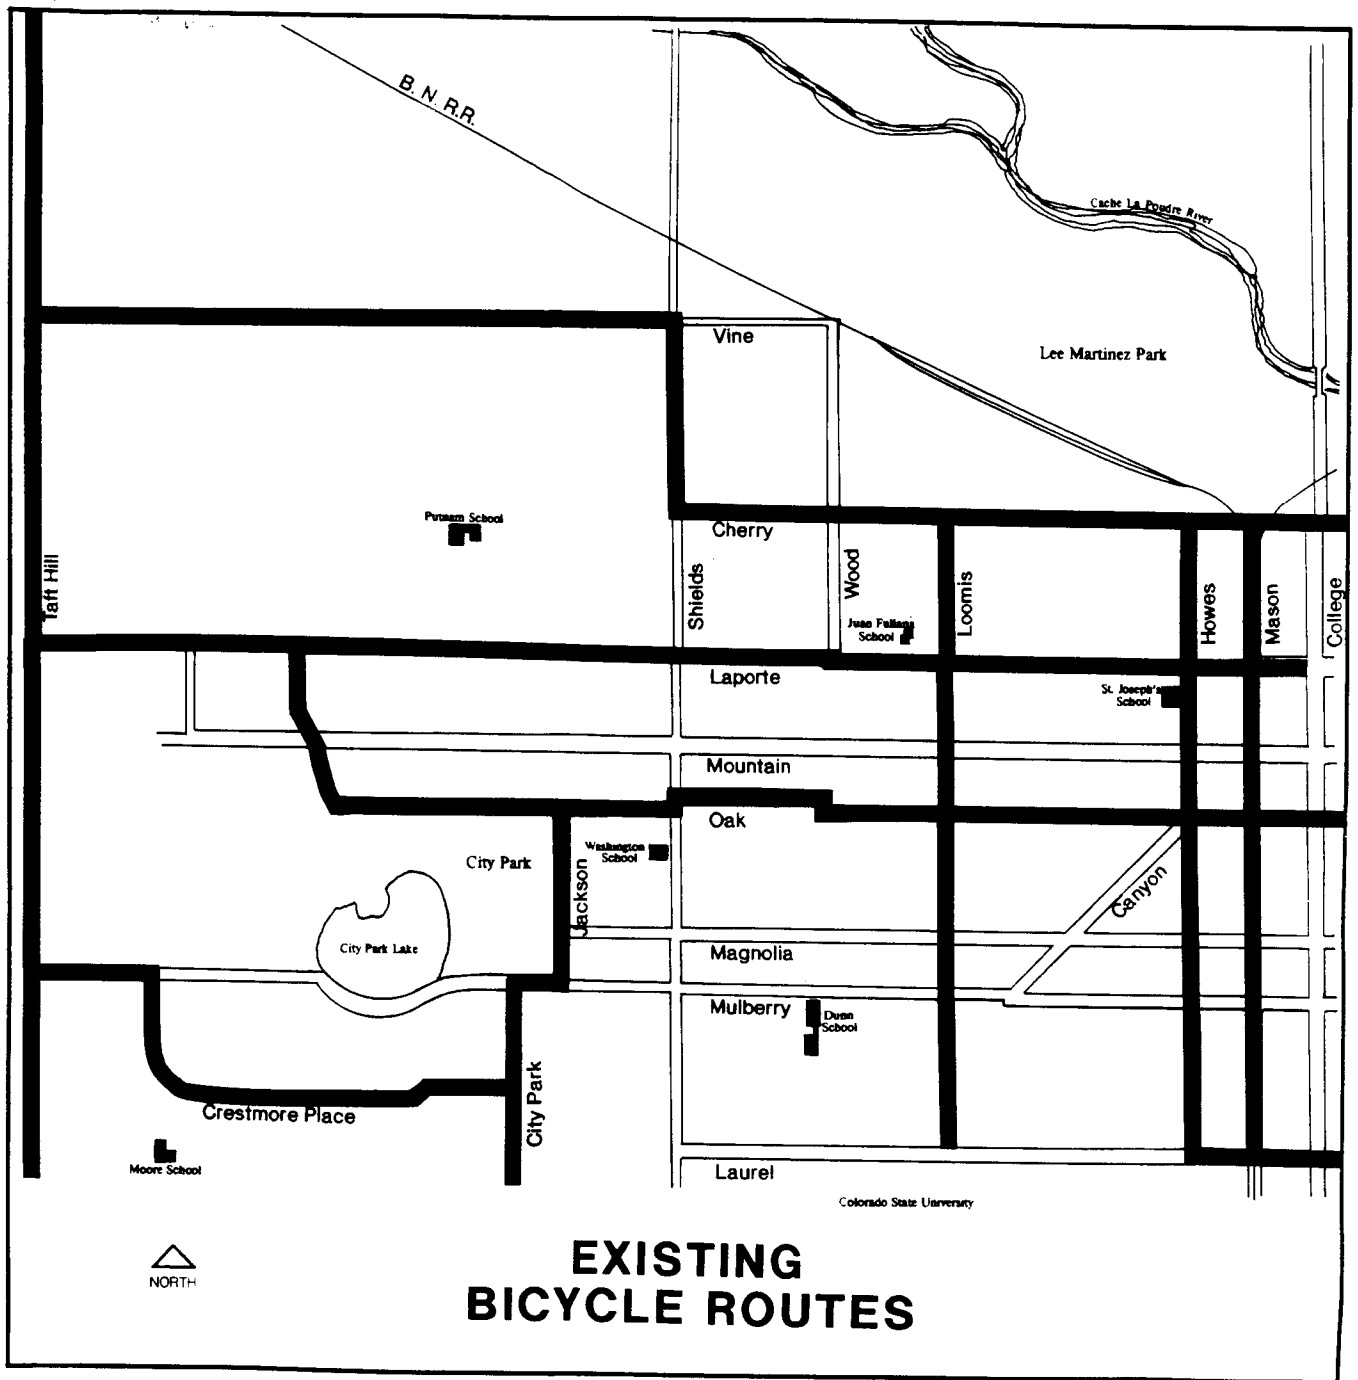 B. N. R.R.
Cache La Poudre River
Vine
Lee Martinez Park
Putnam School
Cherry
Taft Hill
Shields
Wood
Loomis
Howes
Mason
College
Juan Fullana
School
Laporte
St. Joseph's
School
Mountain
Oak
Washington
School
City Park
Jackson
Canyon
City Park Lake
Magnolia
Mulberry
Dunn
School
City Park
Crestmore Place
Moore School
Laurel
Colorado State University
NORTH
EXISTING
BICYCLE ROUTES